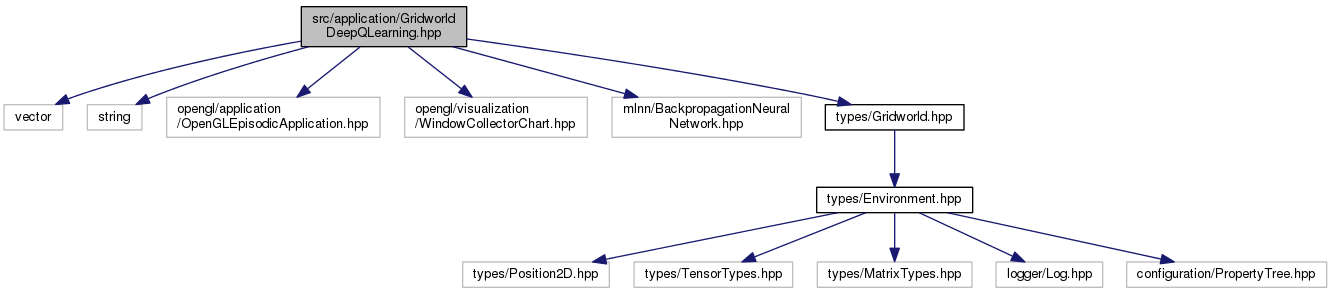 src/application/Gridworld
DeepQLearning.hpp
vector
string
opengl/application
/OpenGLEpisodicApplication.hpp
opengl/visualization
/WindowCollectorChart.hpp
mlnn/BackpropagationNeural
Network.hpp
types/Gridworld.hpp
types/Environment.hpp
types/Position2D.hpp
types/TensorTypes.hpp
types/MatrixTypes.hpp
logger/Log.hpp
configuration/PropertyTree.hpp